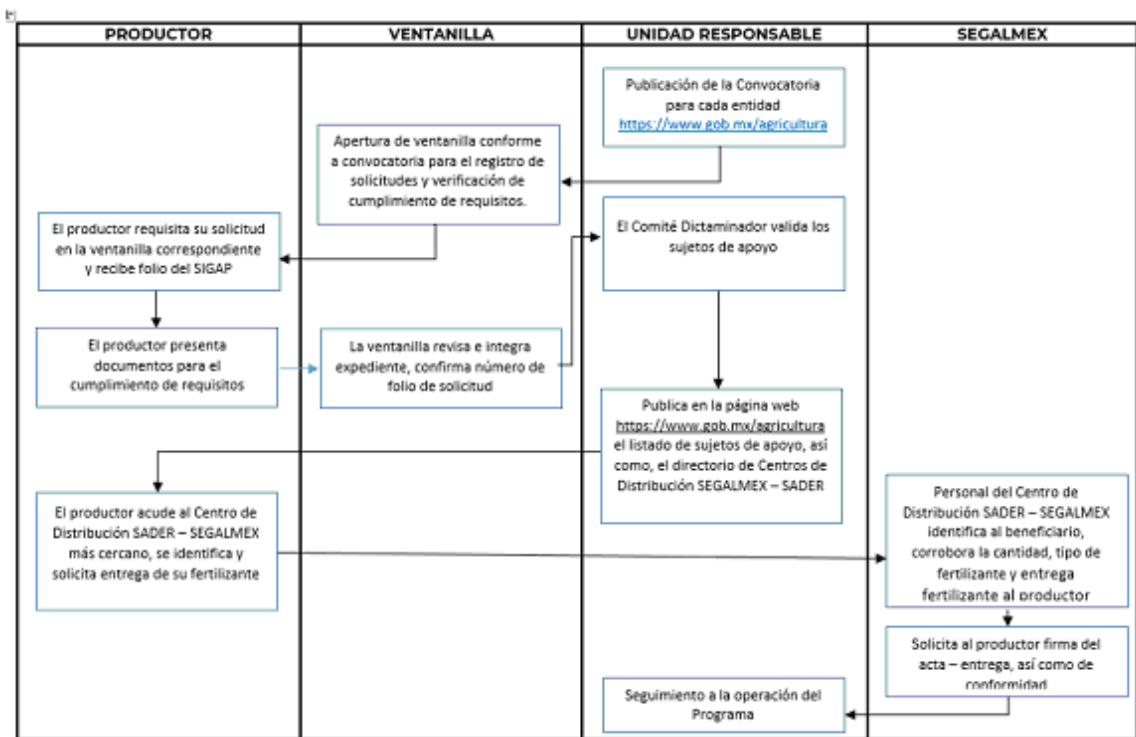 PRODUCTOR
VENTANILLA
UNIDAD RESPONSABLE
SEGALMEX
Publicación de la Convocatoria
para cada entidad
https://www.gob.mx/agricultura
Apertura de ventanilla conforme
a convocatoria para el registro de
solicitudes y verificación de
cumplimiento de requisitos.
El productor requisita su solicitud
en la ventanilla correspondiente
y recibe folio del SIGAP
El productor presenta
documentos para el
cumplimiento de requisitos
La ventanilla revisa e integra
expediente, confirma número de
folio de solicitud
El Comité Dictaminador valida los
sujetos de apoyo
Publica en la página web
https://www.gob.mx/agricultura
el listado de sujetos de apoyo, así
como, el directorio de Centros de
Distribución SEGALMEX – SADER
El productor acude al Centro de
Distribución SADER – SEGALMEX
más cercano, se identifica y
solicita entrega de su fertilizante
Personal del Centro de
Distribución SADER – SEGALMEX
identifica al beneficiario,
corrobora la cantidad, tipo de
fertilizante y entrega
fertilizante al productor
Solicita al productor firma del
acta – entrega, así como de
conformidad
Seguimiento a la operación del
Programa